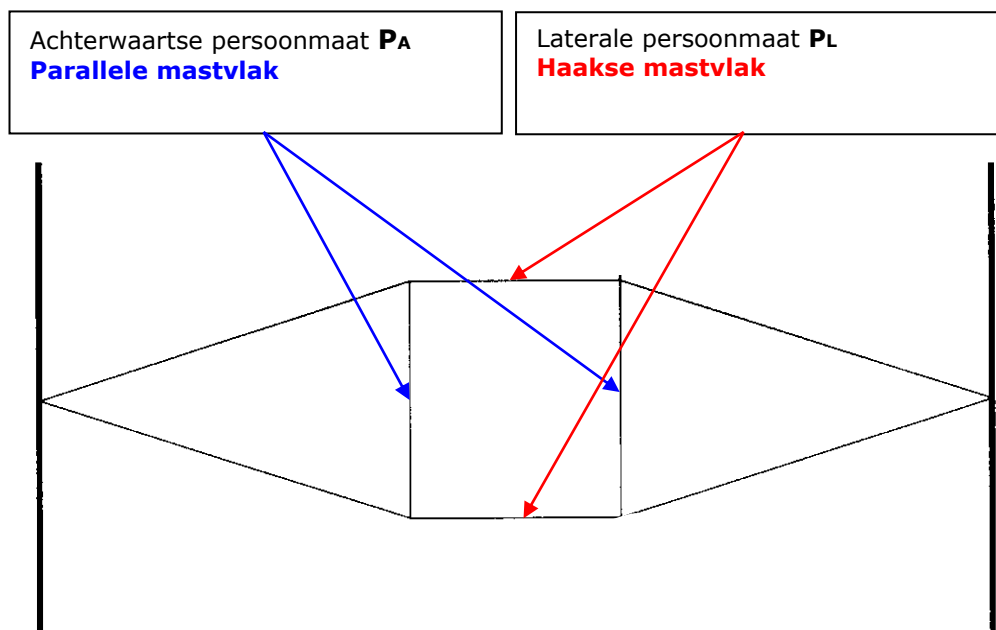 Achterwaartse persoonmaat PA
Parallele mastvlak
Laterale persoonmaat PL
Haakse mastvlak